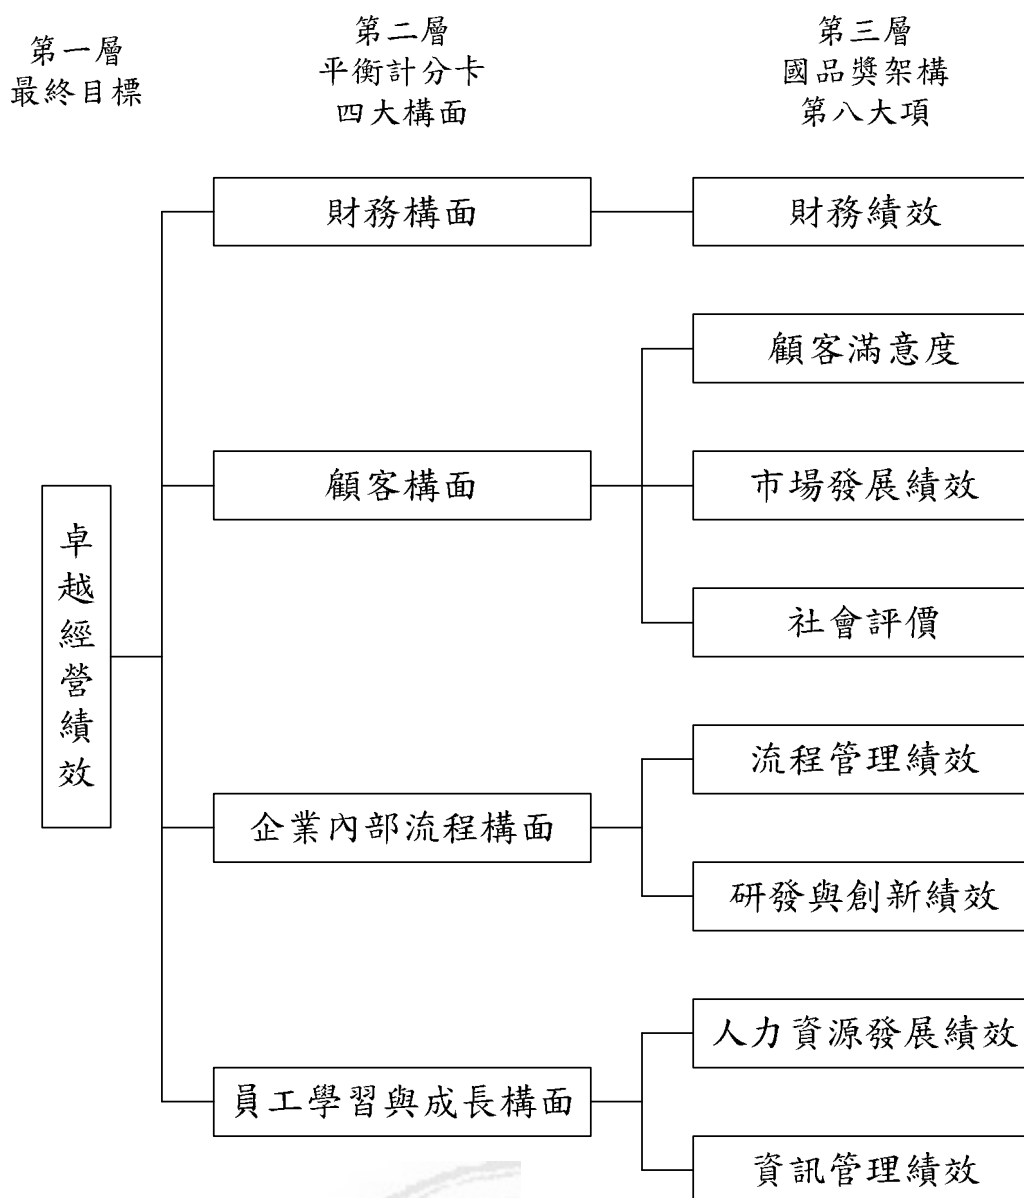 第一層
最終目標
第二層
平衡計分卡
四大構面
第三層
國品獎架構
第八大項
卓越經營績效
財務構面
財務績效
顧客構面
顧客滿意度
市場發展績效
社會評價
企業內部流程構面
流程管理績效
研發與創新績效
員工學習與成長構面
人力資源發展績效
資訊管理績效